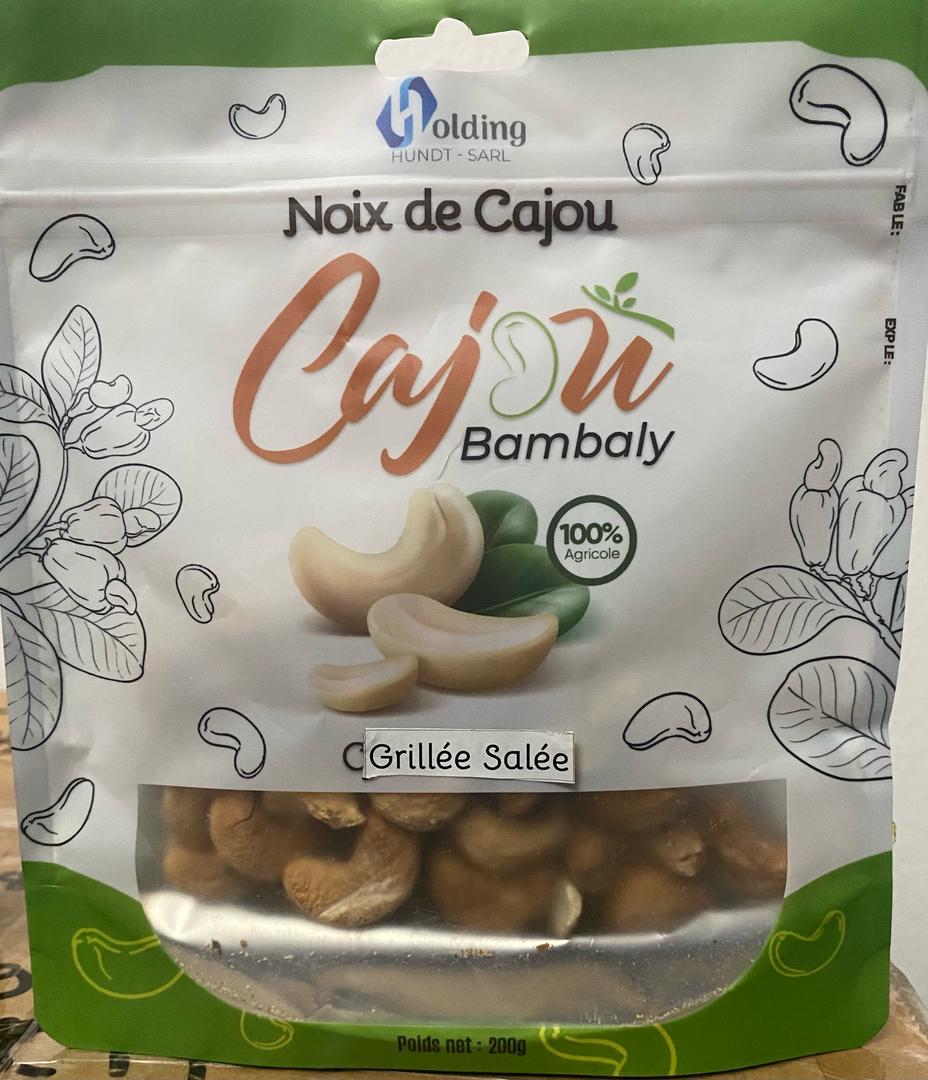 Holding
HUNDT - SARL
Noix de Cajou
FAB LE :
Cajou
EXP LE :
Bambaly
100%
Agricole
Grillée Salée
Poids net : 200g